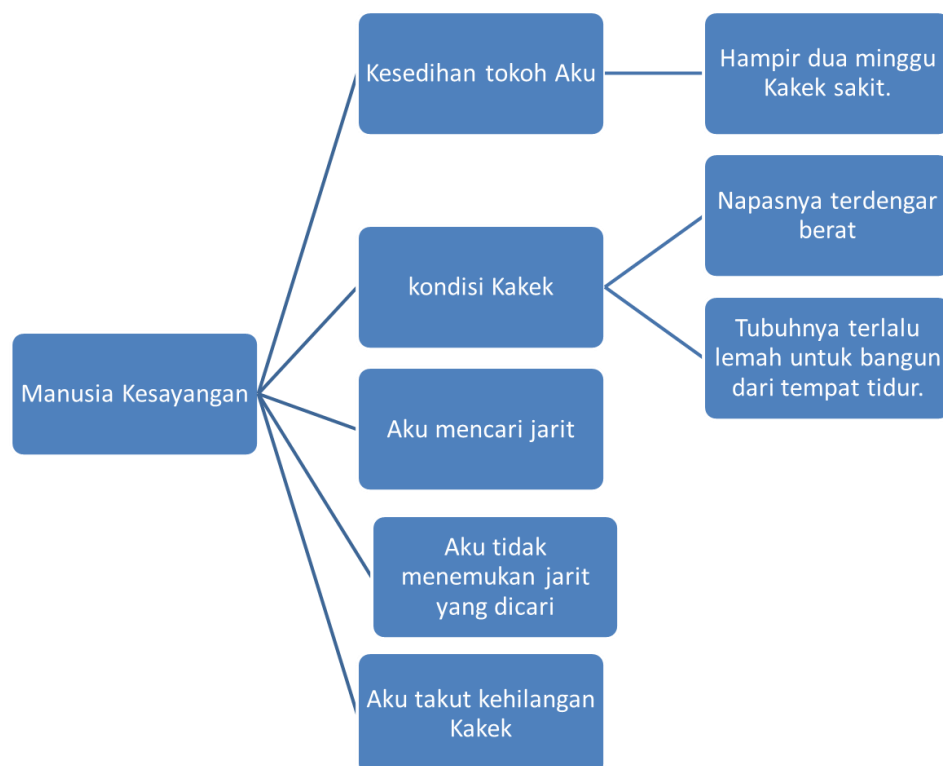 Manusia Kesayangan
Kesedihan tokoh Aku
Hampir dua minggu
Kakek sakit.
kondisi Kakek
Napasnya terdengar
berat
Tubuhnya terlalu
lemah untuk bangun
dari tempat tidur.
Aku mencari jarit
Aku tidak
menemukan jarit
yang dicari
Aku takut kehilangan
Kakek